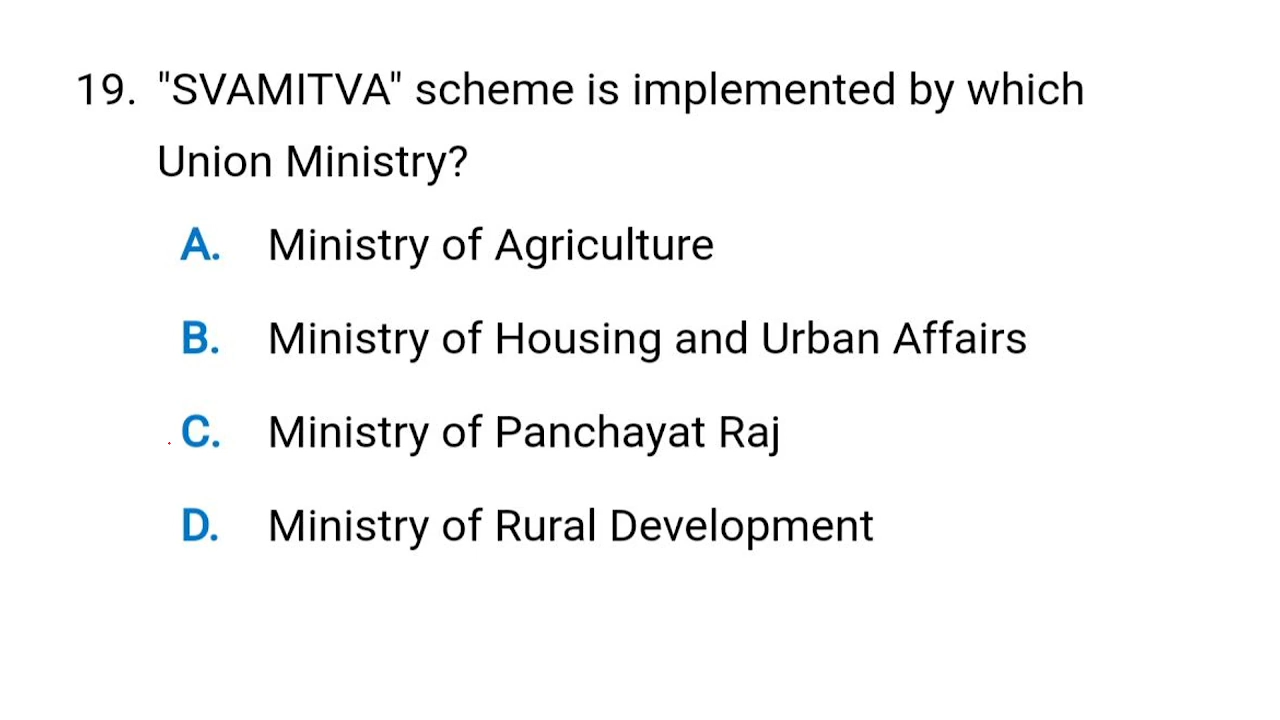 19. "SVAMITVA" scheme is implemented by which
Union Ministry?
A. Ministry of Agriculture
B. Ministry of Housing and Urban Affairs
C. Ministry of Panchayat Raj
D. Ministry of Rural Development